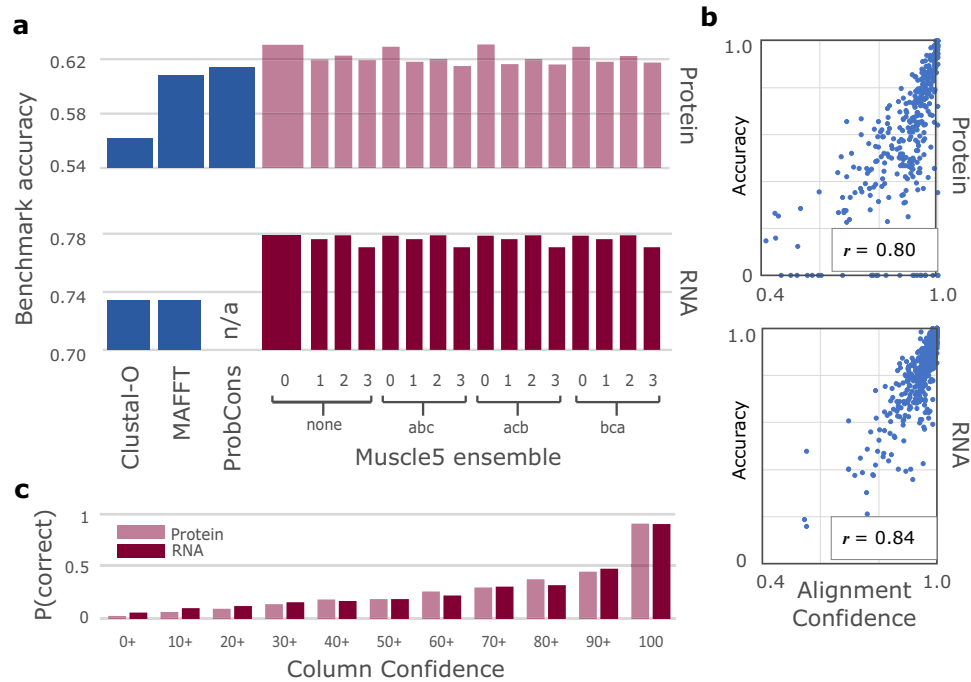 a
Benchmark accuracy
0.62
0.58
0.54
Protein
0.78
0.74
0.70
n/a
RNA
Clustal-O
MAFFT
ProbCons
0 1 2 3 0 1 2 3 0 1 2 3 0 1 2 3
none abc acb bca
Muscle5 ensemble
b
1.0
Accuracy
0
r = 0.80
0.4 1.0
Protein
1.0
Accuracy
0
r = 0.84
0.4 1.0
RNA
Alignment
Confidence
c
P(correct)
1
0.5
0
Protein
RNA
0+ 10+ 20+ 30+ 40+ 50+ 60+ 70+ 80+ 90+ 100
Column Confidence